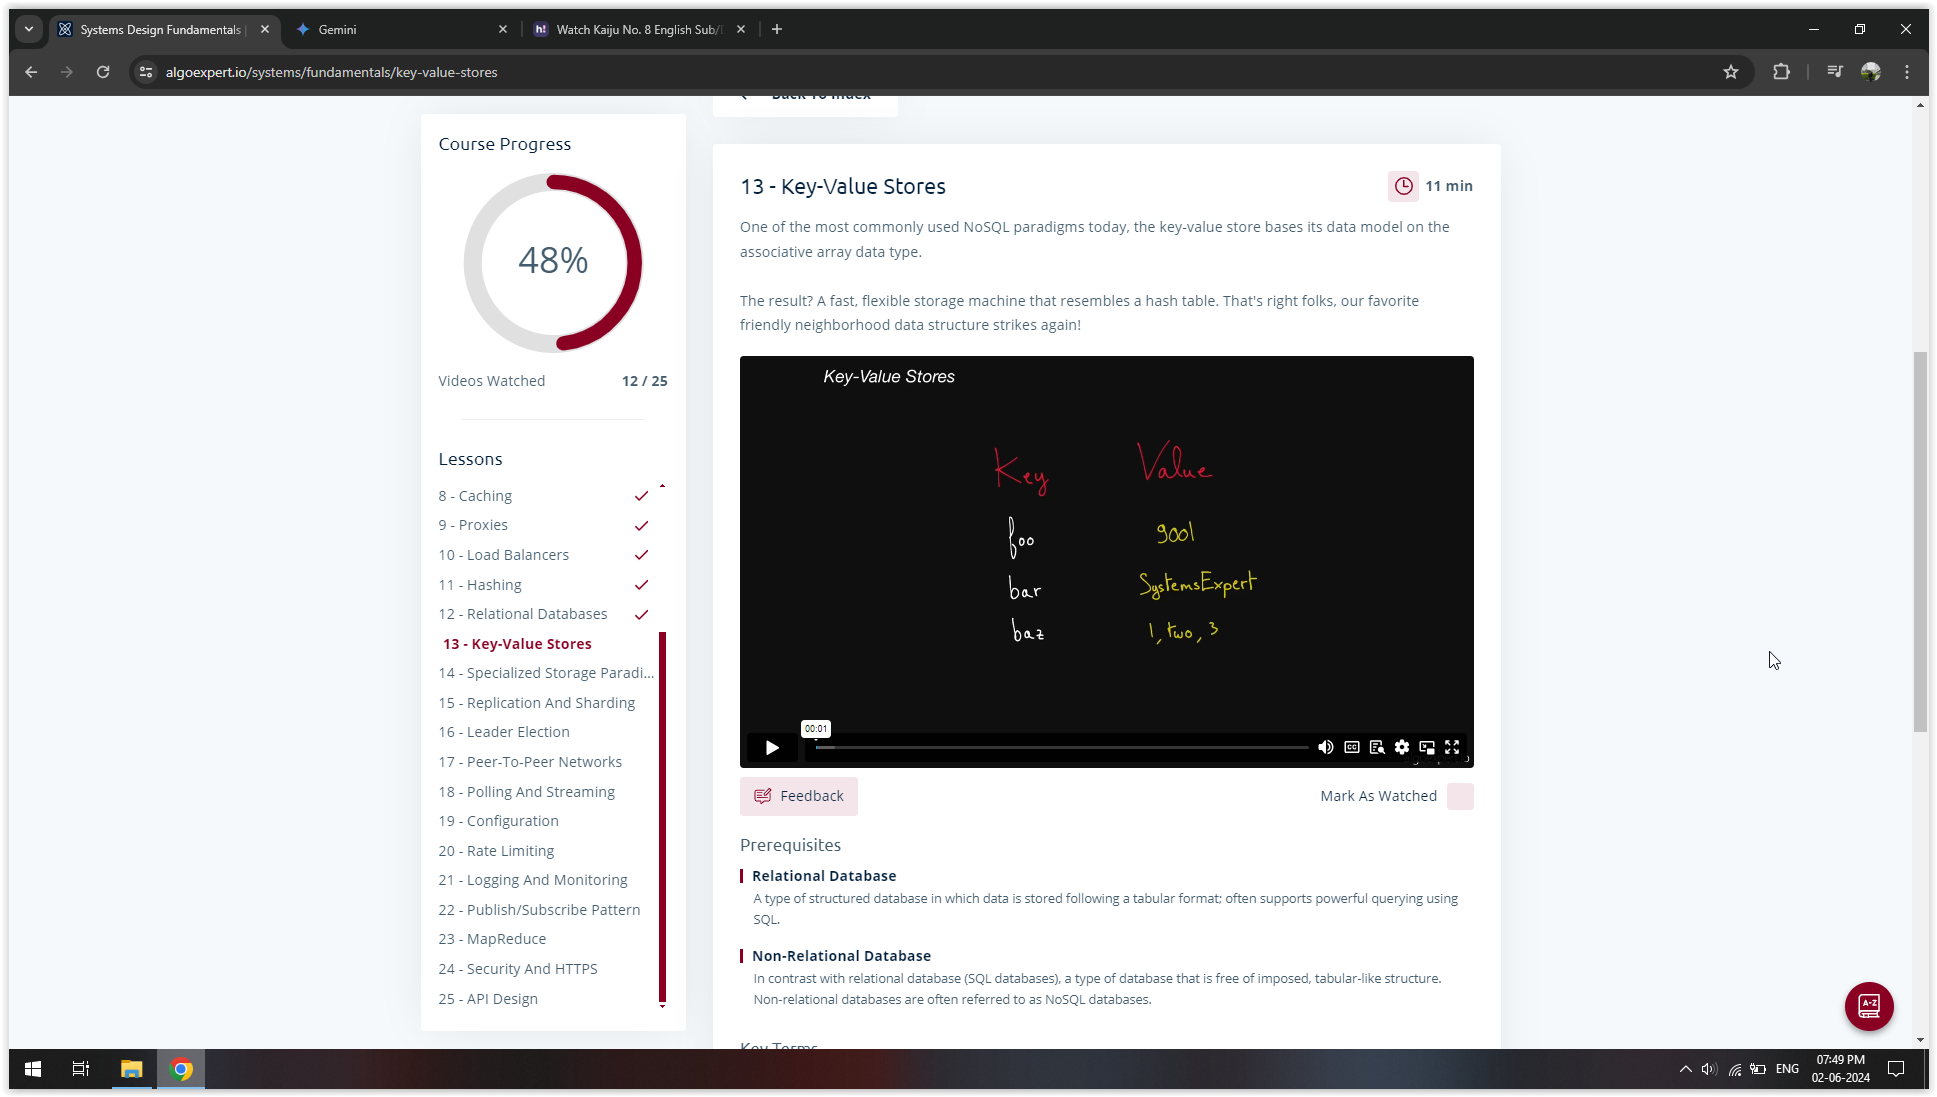 Systems Design Fundamentals |
Gemini
h! Watch Kaiju No. 8 English Sub/
algoexpert.io/systems/fundamentals/key-value-stores
Back To Index
Course Progress
48%
Videos Watched 12 / 25
Lessons
8 - Caching
9 - Proxies
10 - Load Balancers
11 - Hashing
12 - Relational Databases
13 - Key-Value Stores
14 - Specialized Storage Paradi...
15 - Replication And Sharding
16 - Leader Election
17 - Peer-To-Peer Networks
18 - Polling And Streaming
19 - Configuration
20 - Rate Limiting
21 - Logging And Monitoring
22 - Publish/Subscribe Pattern
23 - MapReduce
24 - Security And HTTPS
25 - API Design
13 - Key-Value Stores
11 min
One of the most commonly used NoSQL paradigms today, the key-value store bases its data model on the
associative array data type.
The result? A fast, flexible storage machine that resembles a hash table. That's right folks, our favorite
friendly neighborhood data structure strikes again!
Key-Value Stores
Key Value
foo 9001
bar SystemsExpert
baz 1, two, 3
00:01
CC
Feedback
Mark As Watched
Prerequisites
Relational Database
A type of structured database in which data is stored following a tabular format; often supports powerful querying using
SQL.
Non-Relational Database
In contrast with relational database (SQL databases), a type of database that is free of imposed, tabular-like structure.
Non-relational databases are often referred to as NoSQL databases.
Key Terms
A-Z
ENG
07:49 PM
02-06-2024